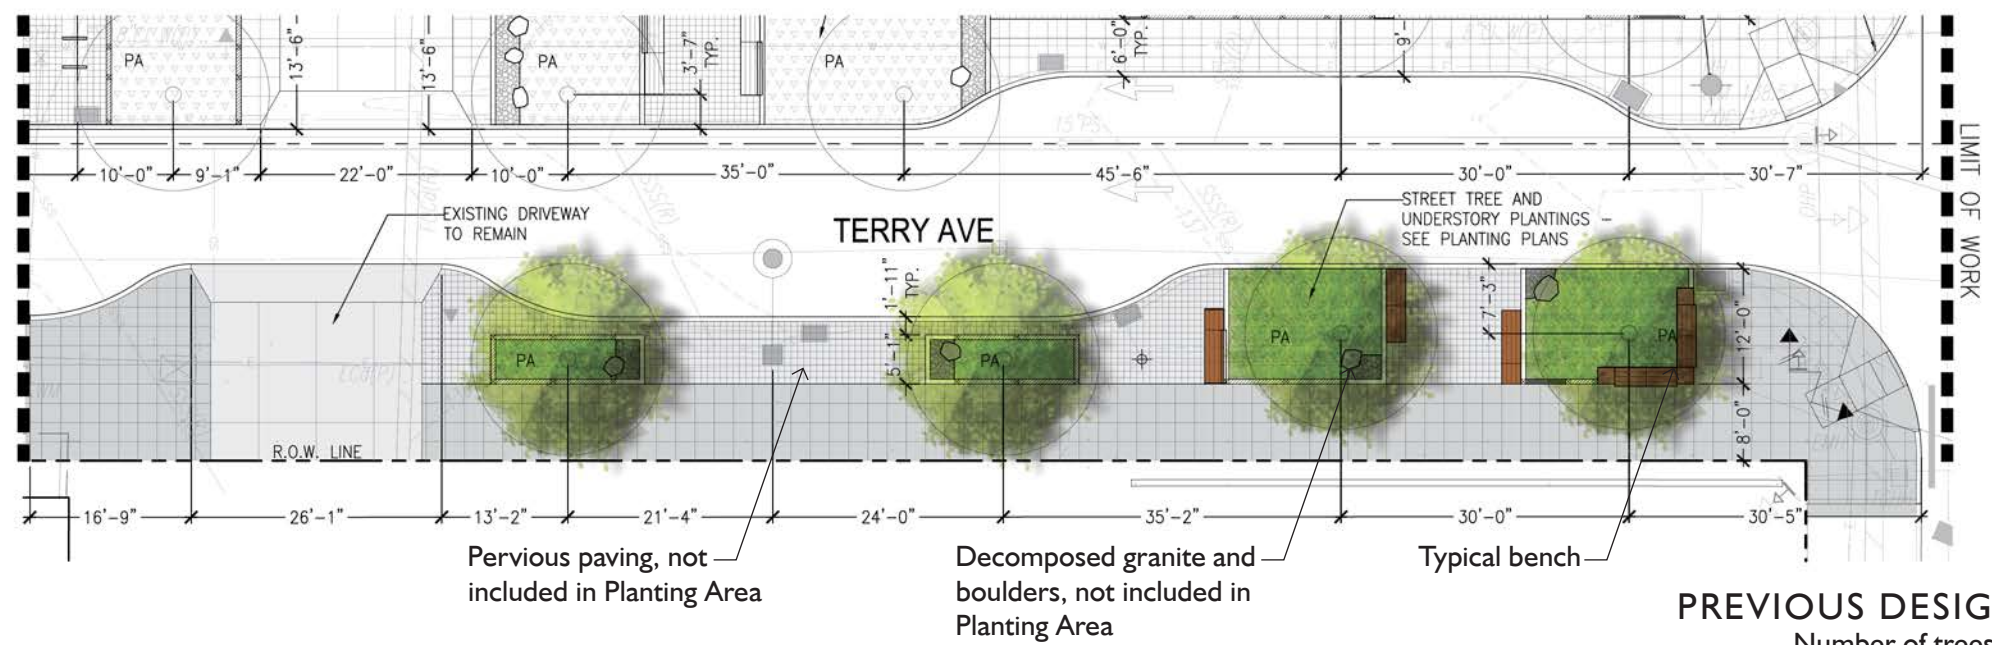 PA
13'-6"
13'-6"
PA
3'-7"
TYP.
PA
6'-0"
TYP.
9'-
10'-0"
9'-1"
22'-0"
10'-0"
35'-0"
45'-6"
30'-0"
30'-7"
LIMIT OF WORK
EXISTING DRIVEWAY
TO REMAIN
TERRY AVE
STREET TREE AND
UNDERSTORY PLANTINGS –
SEE PLANTING PLANS
1'-11"
TYP.
5'-1"
7'-3"
12'-0"
8'-0"
PA
PA
PA
PA
R.O.W. LINE
16'-9"
26'-1"
13'-2"
21'-4"
24'-0"
35'-2"
30'-0"
30'-5"
Pervious paving, not
included in Planting Area
Decomposed granite and
boulders, not included in
Planting Area
Typical bench
PREVIOUS DESIG
Number of trees